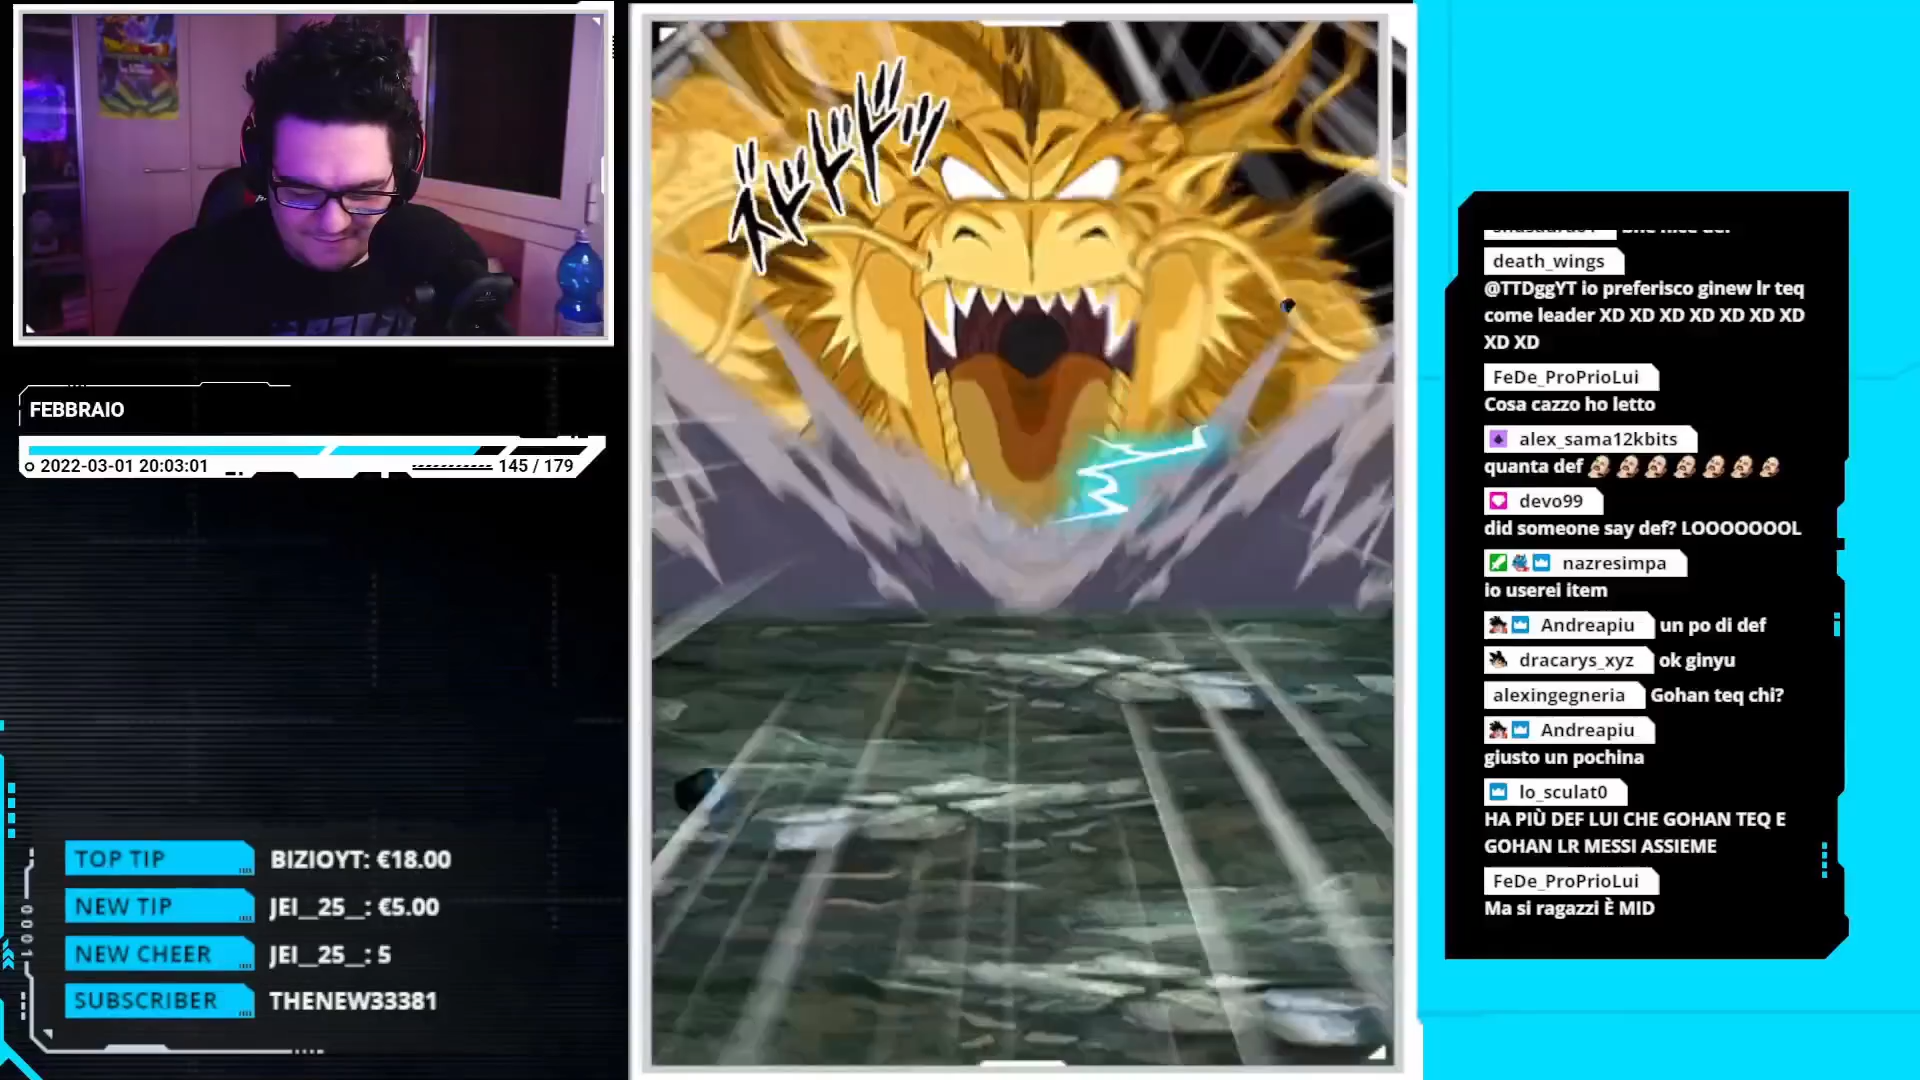 ズドドドドッ
FEBBRAIO
2022-03-01 20:03:01
145 / 179
TOP TIP
BIZIOYT: €18.00
NEW TIP
JEI__25__: €5.00
NEW CHEER
JEI__25__: 5
SUBSCRIBER
THENEW33381
0001
death_wings
@TTDggYT io preferisco ginew lr teq
come leader XD XD XD XD XD XD XD
XD XD
FeDe_ProPrioLui
Cosa cazzo ho letto
alex_sama12kbits
quanta def
devo99
did someone say def? LOOOOOOOL
nazresimpa
io userei item
Andreapiu un po di def
dracarys_xyz ok ginyu
alexingegneria Gohan teq chi?
Andreapiu
giusto un pochina
lo_sculat0
HA PIÙ DEF LUI CHE GOHAN TEQ E
GOHAN LR MESSI ASSIEME
FeDe_ProPrioLui
Ma si ragazzi È MID